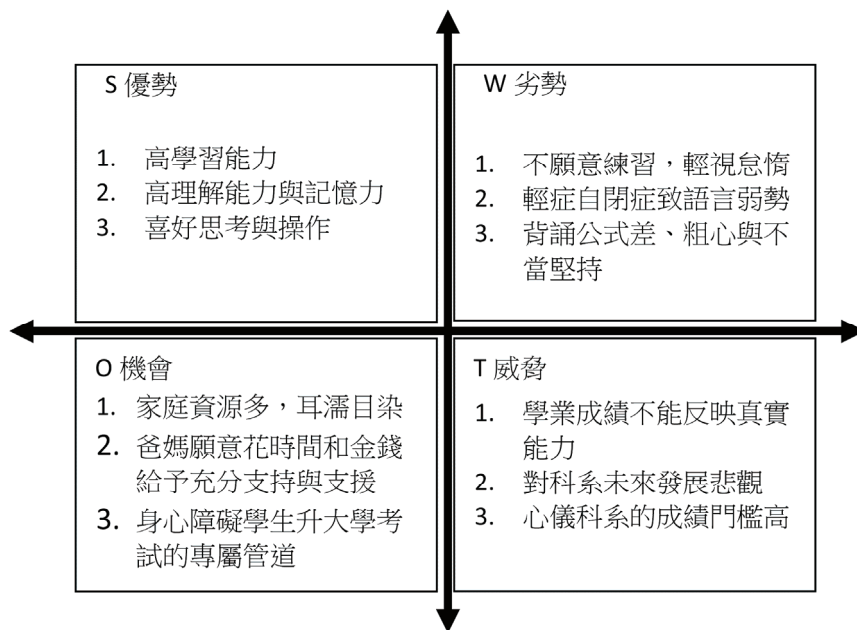 S 優勢
1. 高學習能力
2. 高理解能力與記憶力
3. 喜好思考與操作
W 劣勢
1. 不願意練習，輕視怠惰
2. 輕症自閉症致語言弱勢
3. 背誦公式差、粗心與不
當堅持
O 機會
1. 家庭資源多，耳濡目染
2. 爸媽願意花時間和金錢
給予充分支持與支援
3. 身心障礙學生升大學考
試的專屬管道
T 威脅
1. 學業成績不能反映真實
能力
2. 對科系未來發展悲觀
3. 心儀科系的成績門檻高